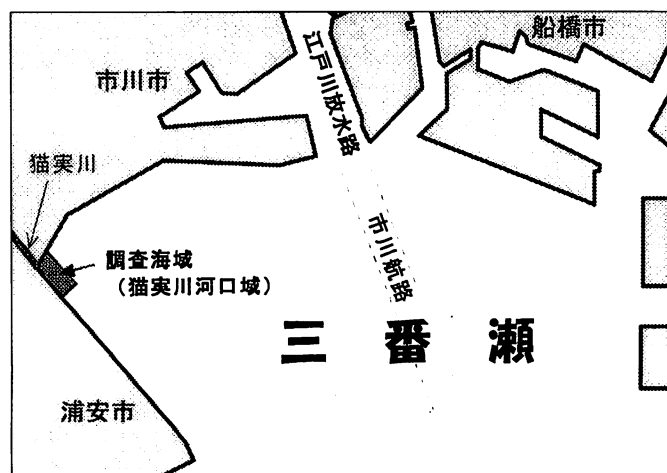 船橋市
江戸川放水路
市川市
猫実川
市川航路
調査海域
（猫実川河口域）
三番瀬
浦安市